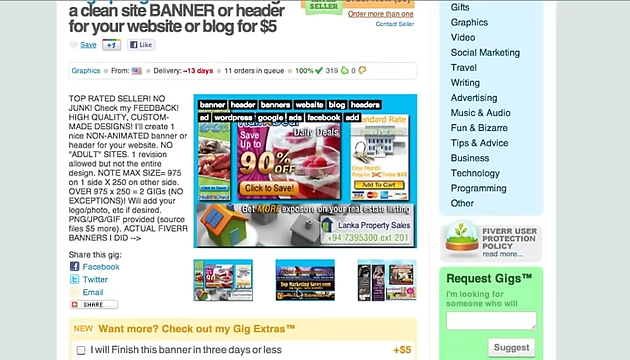 a clean site BANNER or header
for your website or blog for $5
SELLER
Order more than one
Contact Seller
Save +1 Like
Graphics From: Delivery: ~13 days 11 orders in queue 100% 319 0
TOP RATED SELLER! NO
JUNK! Check my FEEDBACK!
HIGH QUALITY, CUSTOM-
MADE DESIGNS! I'll create 1
nice NON-ANIMATED banner or
header for your website. NO
"ADULT" SITES. 1 revision
allowed but not the entire
design. NOTE MAX SIZE= 975
on 1 side X 250 on other side.
OVER 975 x 250 = 2 GIGs (NO
EXCEPTIONS)! Will add your
logo/photo, etc if desired.
PNG/JPG/GIF provided (source
files $5 more). ACTUAL FIVERR
BANNERS I DID -->
banner header banners website blog headers
ad wordpress google ads facebook add
Daily Deals
Save
Up to
90%
OFF
Click to Save!
Standard Rate
One Month
Add To Cart
Get MORE exposure on your real estate listing
Lanka Property Sales
+94 7395300 ext 201
Share this gig:
Facebook
Twitter
Email
SHARE
NEW Want more? Check out my Gig Extras™
I will Finish this banner in three days or less +$5
Gifts
Graphics
Video
Social Marketing
Travel
Writing
Advertising
Music & Audio
Fun & Bizarre
Tips & Advice
Business
Technology
Programming
Other
FIVERR USER
PROTECTION
POLICY
read more...
Request Gigs™
I'm looking for
someone who will
Suggest